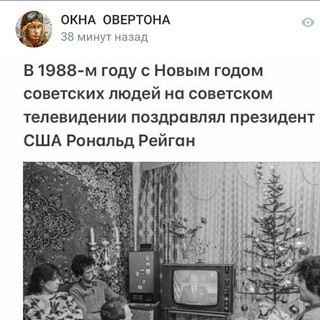 ОКНА ОВЕРТОНА
38 минут назад
В 1988-м году с Новым годом
советских людей на советском
телевидении поздравлял президент
США Рональд Рейган